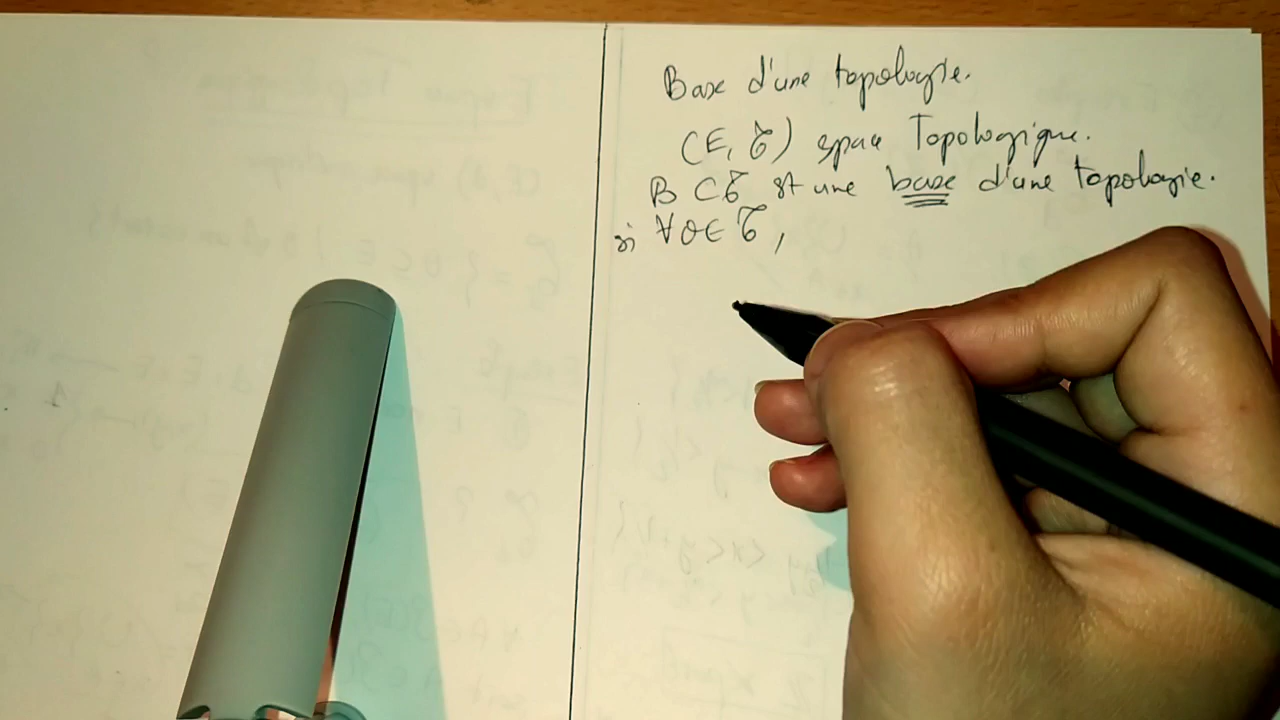 Base d'une topologie.
(E, 𝒯) espace Topologique.
B ⊂ 𝒯 est une base d'une topologie.
si ∀ O ∈ 𝒯,